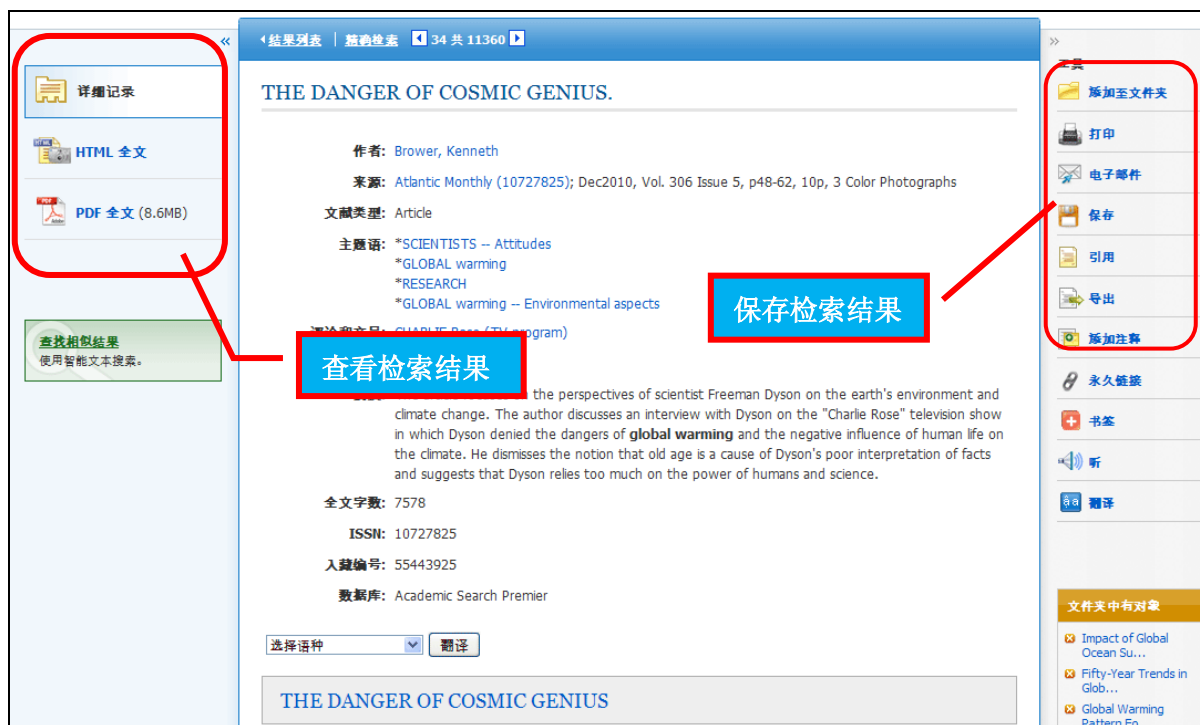 «
结果列表 | 精确检索 34 共 11360
»
工具
详细记录
HTML 全文
PDF 全文 (8.6MB)
查找相似结果
使用智能文本搜索。
THE DANGER OF COSMIC GENIUS.
作者: Brower, Kenneth
来源: Atlantic Monthly (10727825); Dec2010, Vol. 306 Issue 5, p48-62, 10p, 3 Color Photographs
文献类型: Article
主题语: *SCIENTISTS -- Attitudes
*GLOBAL warming
*RESEARCH
*GLOBAL warming -- Environmental aspects
CHARLIE Rose (TV program)
查看检索结果
保存检索结果
the perspectives of scientist Freeman Dyson on the earth's environment and
climate change. The author discusses an interview with Dyson on the "Charlie Rose" television show
in which Dyson denied the dangers of global warming and the negative influence of human life on
the climate. He dismisses the notion that old age is a cause of Dyson's poor interpretation of facts
and suggests that Dyson relies too much on the power of humans and science.
全文字数: 7578
ISSN: 10727825
入藏编号: 55443925
数据库: Academic Search Premier
选择语种 翻译
THE DANGER OF COSMIC GENIUS
添加至文件夹
打印
电子邮件
保存
引用
导出
添加注释
永久链接
书签
听
翻译
文件夹中有对象
Impact of Global
Ocean Su...
Fifty-Year Trends in
Glob...
Global Warming
Pattern Fo...